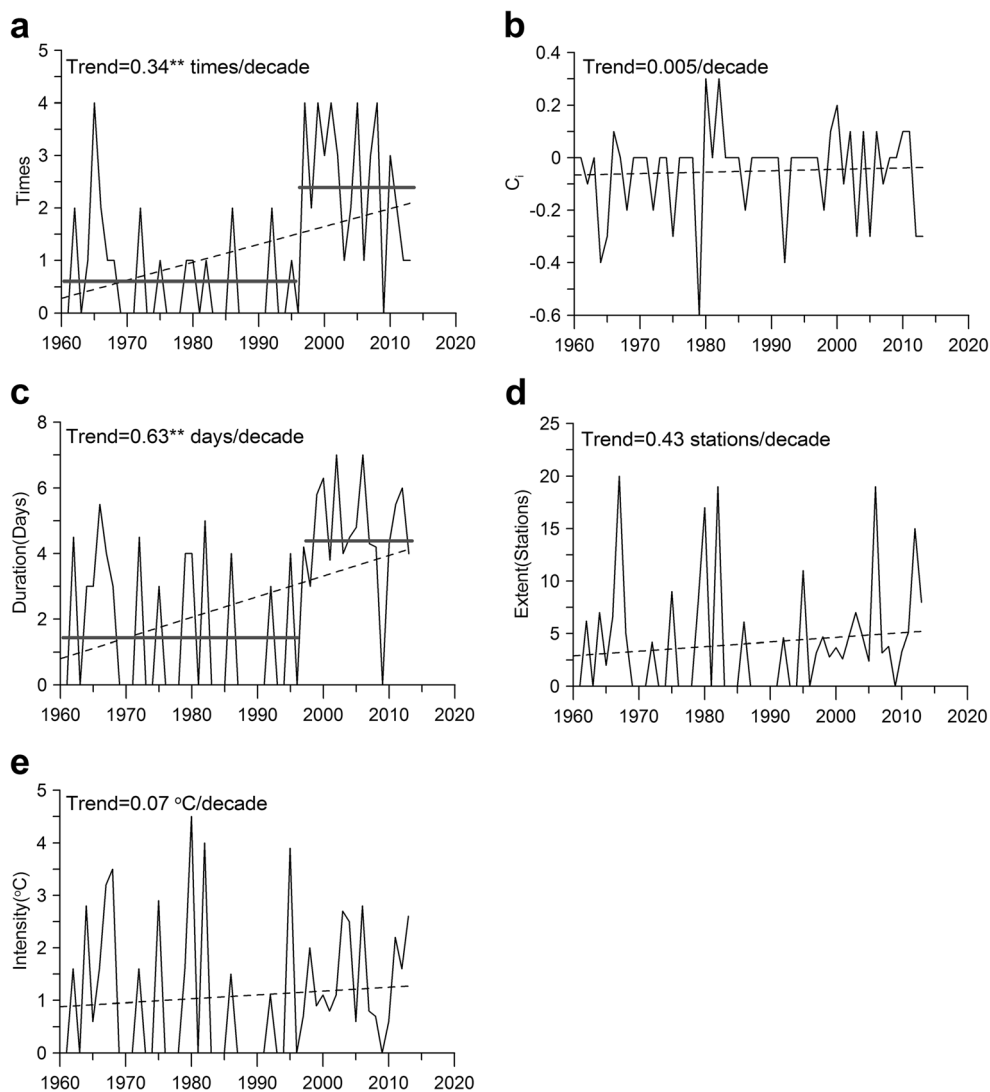 a
Trend=0.34** times/decade
Times
5
4
3
2
1
0
1960 1970 1980 1990 2000 2010 2020
b
Trend=0.005/decade
Ci
0.4
0.2
0
-0.2
-0.4
-0.6
1960 1970 1980 1990 2000 2010 2020
c
Trend=0.63** days/decade
Duration(Days)
8
6
4
2
0
1960 1970 1980 1990 2000 2010 2020
d
Trend=0.43 stations/decade
Extent(Stations)
25
20
15
10
5
0
1960 1970 1980 1990 2000 2010 2020
e
Trend=0.07 °C/decade
Intensity(°C)
5
4
3
2
1
0
1960 1970 1980 1990 2000 2010 2020